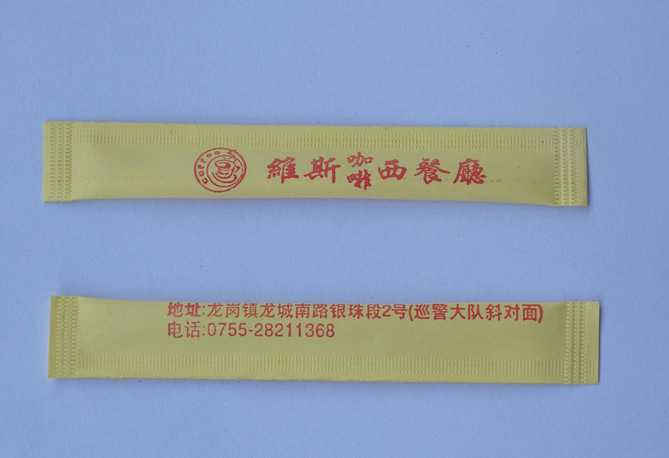 Coffee
維斯咖啡西餐廳
地址:龙岗镇龙城南路银珠段2号(巡警大队斜对面)
电话:0755-28211368